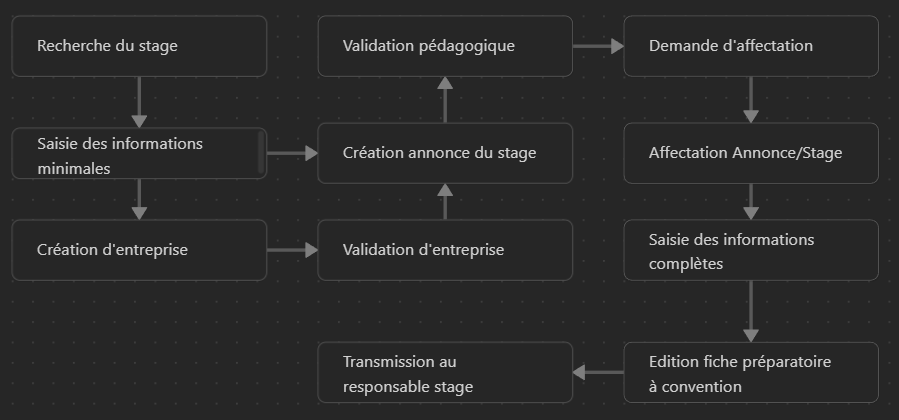 Recherche du stage
Validation pédagogique
Demande d'affectation
Saisie des informations
minimales
Création annonce du stage
Affectation Annonce/Stage
Création d'entreprise
Validation d'entreprise
Saisie des informations
complètes
Transmission au
responsable stage
Edition fiche préparatoire
à convention